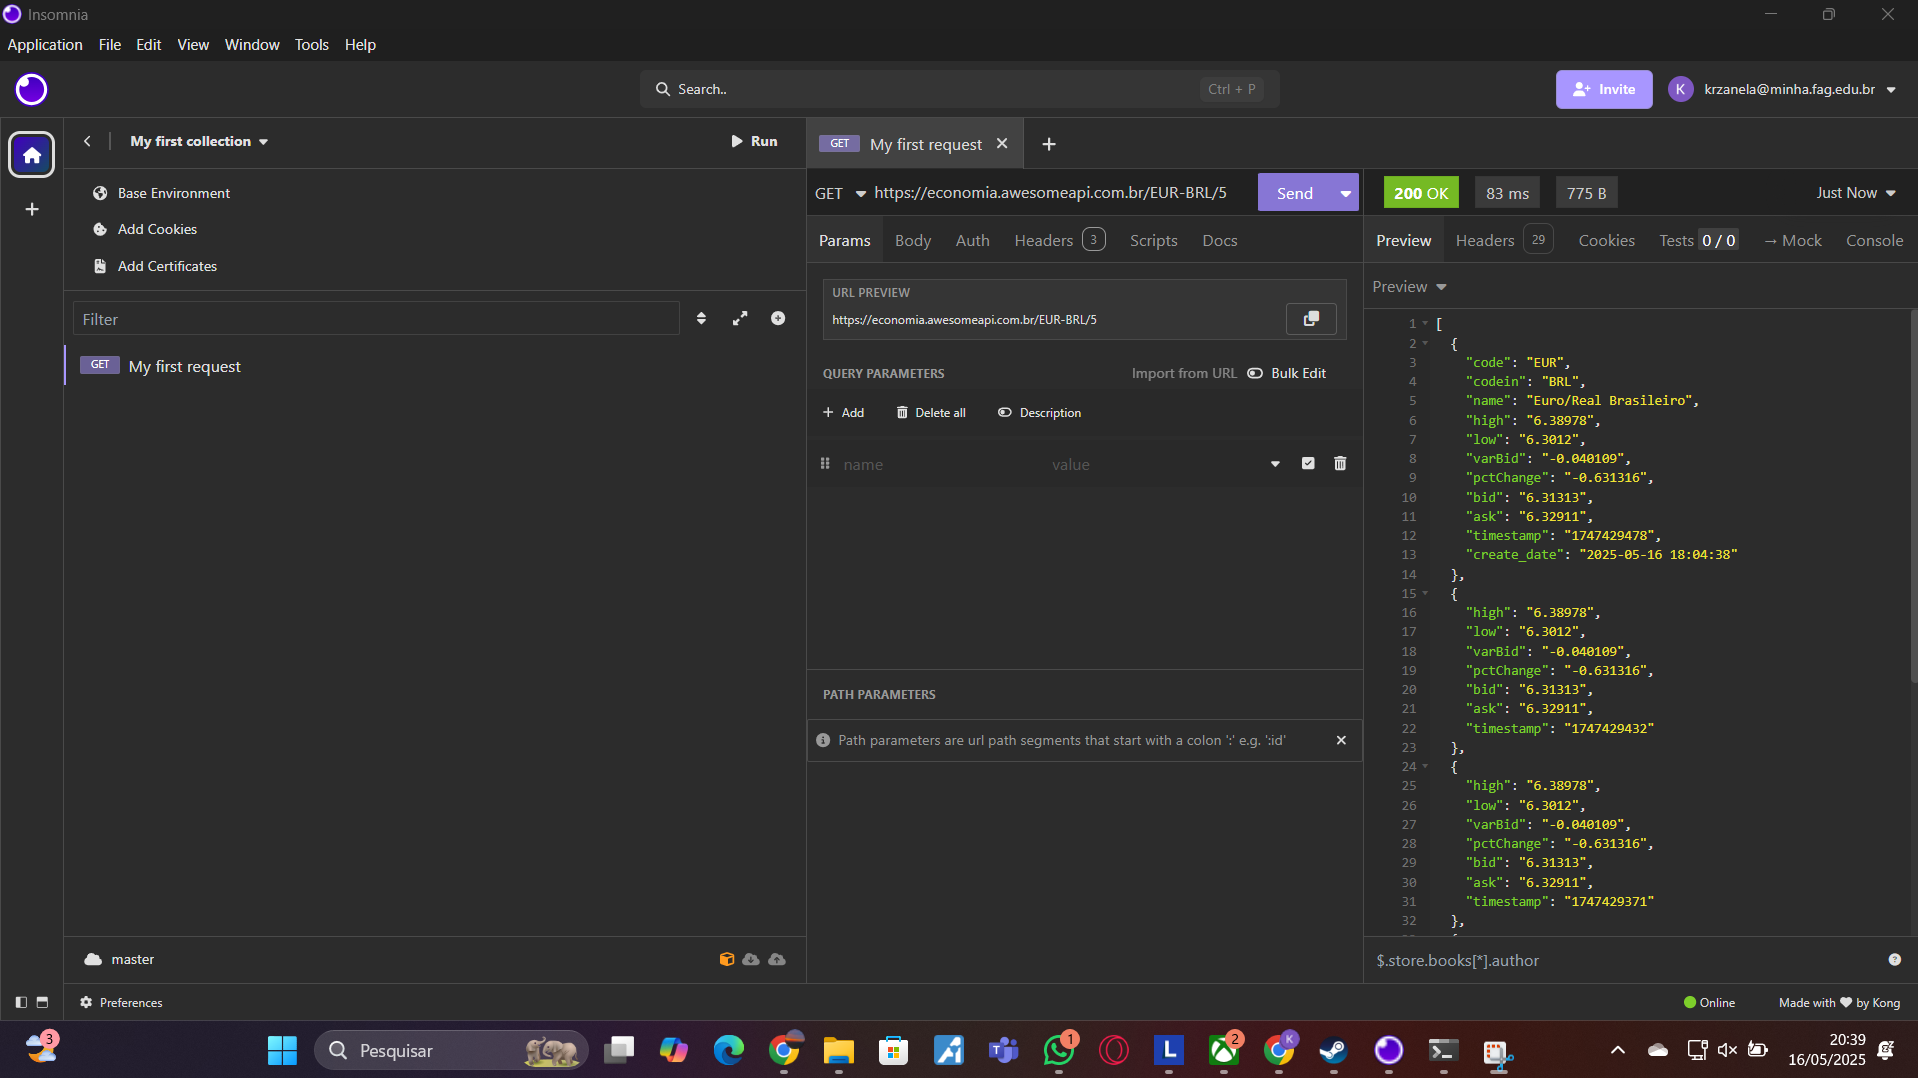 Insomnia
Application File Edit View Window Tools Help
Search.. Ctrl + P
Invite
K krzanela@minha.fag.edu.br
My first collection
Run
Base Environment
Add Cookies
Add Certificates
Filter
GET My first request
master
GET My first request
GET https://economia.awesomeapi.com.br/EUR-BRL/5 Send
Params Body Auth Headers 3 Scripts Docs
URL PREVIEW
https://economia.awesomeapi.com.br/EUR-BRL/5
QUERY PARAMETERS Import from URL Bulk Edit
Add Delete all Description
name value
PATH PARAMETERS
Path parameters are url path segments that start with a colon ':' e.g. ':id'
200 OK 83 ms 775 B Just Now
Preview Headers 29 Cookies Tests 0 / 0 → Mock Console
Preview
1 [
2 {
3 "code": "EUR",
4 "codein": "BRL",
5 "name": "Euro/Real Brasileiro",
6 "high": "6.38978",
7 "low": "6.3012",
8 "varBid": "-0.040109",
9 "pctChange": "-0.631316",
10 "bid": "6.31313",
11 "ask": "6.32911",
12 "timestamp": "1747429478",
13 "create_date": "2025-05-16 18:04:38"
14 },
15 {
16 "high": "6.38978",
17 "low": "6.3012",
18 "varBid": "-0.040109",
19 "pctChange": "-0.631316",
20 "bid": "6.31313",
21 "ask": "6.32911",
22 "timestamp": "1747429432"
23 },
24 {
25 "high": "6.38978",
26 "low": "6.3012",
27 "varBid": "-0.040109",
28 "pctChange": "-0.631316",
29 "bid": "6.31313",
30 "ask": "6.32911",
31 "timestamp": "1747429371"
32 },
$.store.books[*].author
Preferences
Online Made with ❤ by Kong
3
Pesquisar
1
L
2
K
20:39
16/05/2025